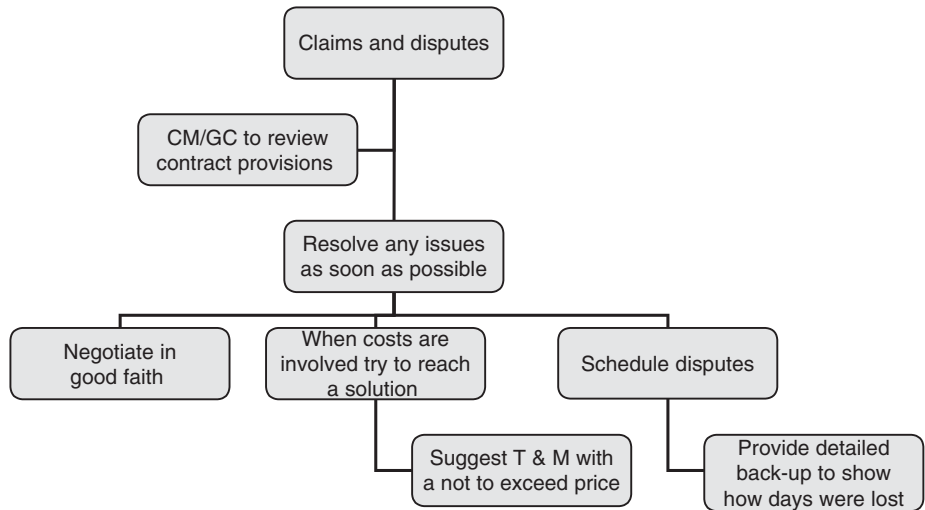 Claims and disputes
CM/GC to review
contract provisions
Resolve any issues
as soon as possible
Negotiate in
good faith
When costs are
involved try to reach
a solution
Schedule disputes
Suggest T & M with
a not to exceed price
Provide detailed
back-up to show
how days were lost